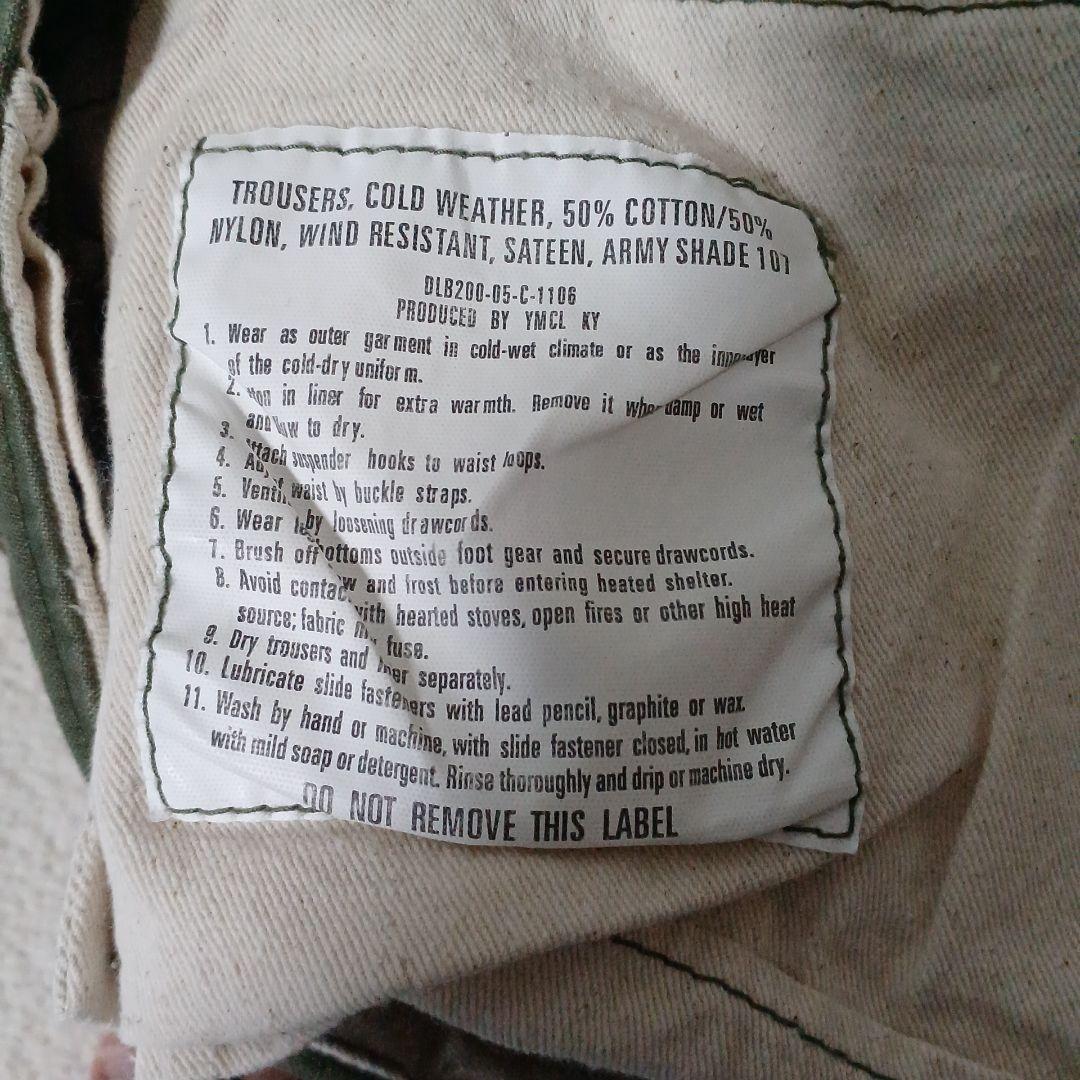 TROUSERS, COLD WEATHER, 50% COTTON/50%
NYLON, WIND RESISTANT, SATEEN, ARMY SHADE 107
DLB200-05-C-1106
PRODUCED BY YMCL KY
1. Wear as outer garment in cold-wet climate or as the
of the cold-dry uniform.
2. in liner for extra warmth. Remove it damp or wet
to dry.
3. suspender hooks to waist loops.
4. waist by buckle straps.
5. by loosening drawcords.
6. Wear outside foot gear and secure drawcords.
7. Brush off and frost before entering heated shelter.
8. Avoid with hearted stoves, open fires or other high heat
source; fabric fuse.
9. Dry trousers and separately.
10. Lubricate slide fasteners with lead pencil, graphite or wax.
11. Wash by hand or machine, with slide fastener closed, in hot water
with mild soap or detergent. Rinse thoroughly and drip or machine dry.
DO NOT REMOVE THIS LABEL